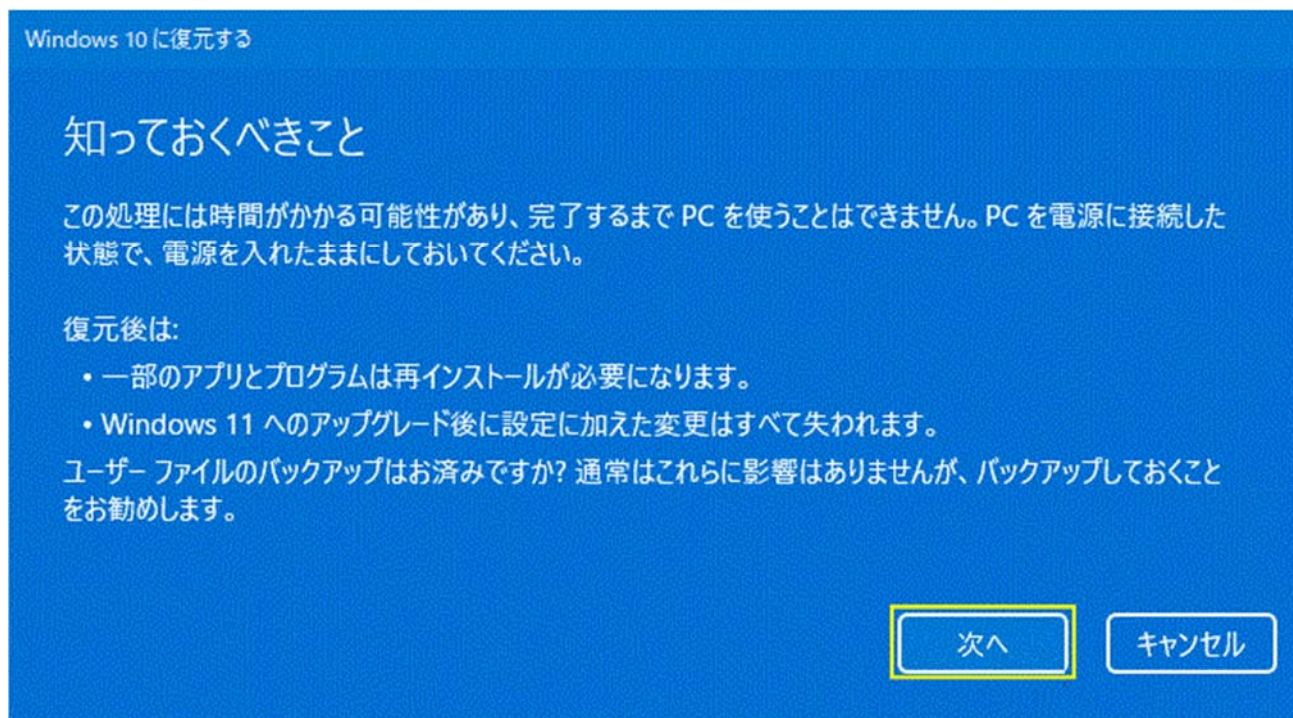 Windows 10 に復元する
知っておくべきこと
この処理には時間がかかる可能性があり、完了するまで PC を使うことはできません。PC を電源に接続した
状態で、電源を入れたままにしておいてください。
復元後は:
• 一部のアプリとプログラムは再インストールが必要になります。
• Windows 11 へのアップグレード後に設定に加えた変更はすべて失われます。
ユーザー ファイルのバックアップはお済みですか? 通常はこれらに影響はありませんが、バックアップしておくこと
をお勧めします。
次へ
キャンセル